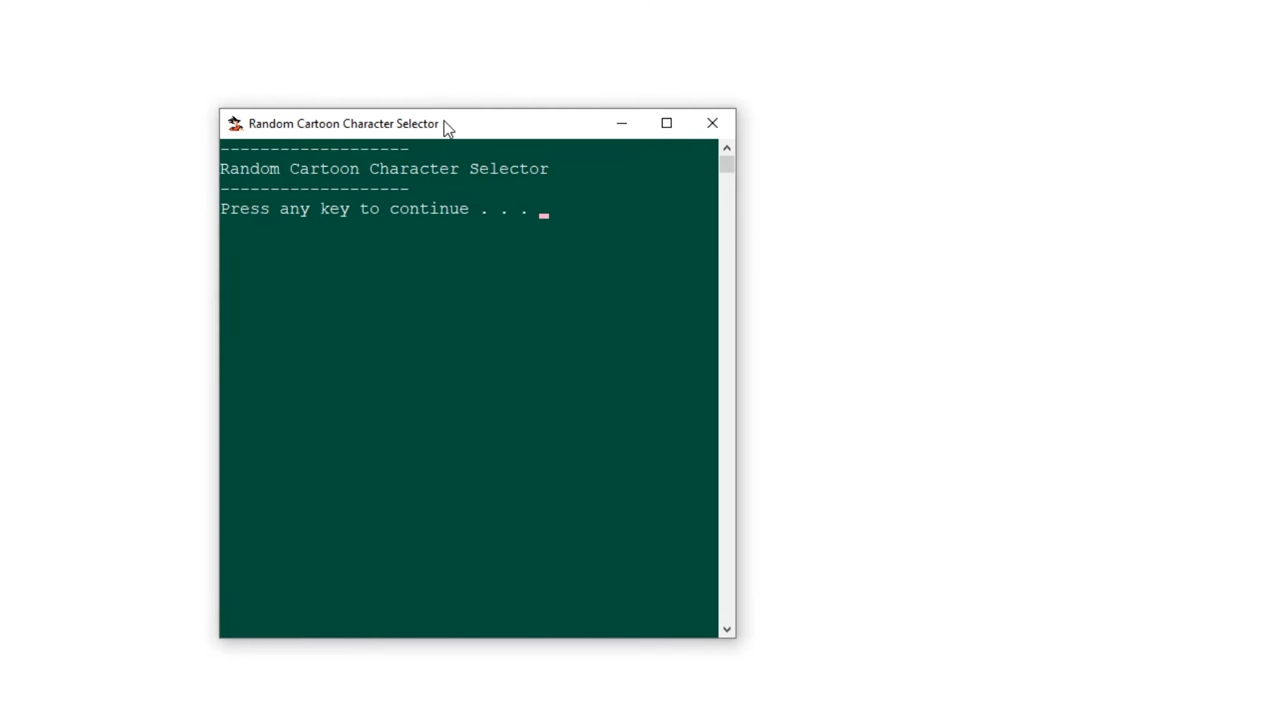 Random Cartoon Character Selector
-------------------
Random Cartoon Character Selector
-------------------
Press any key to continue . . .